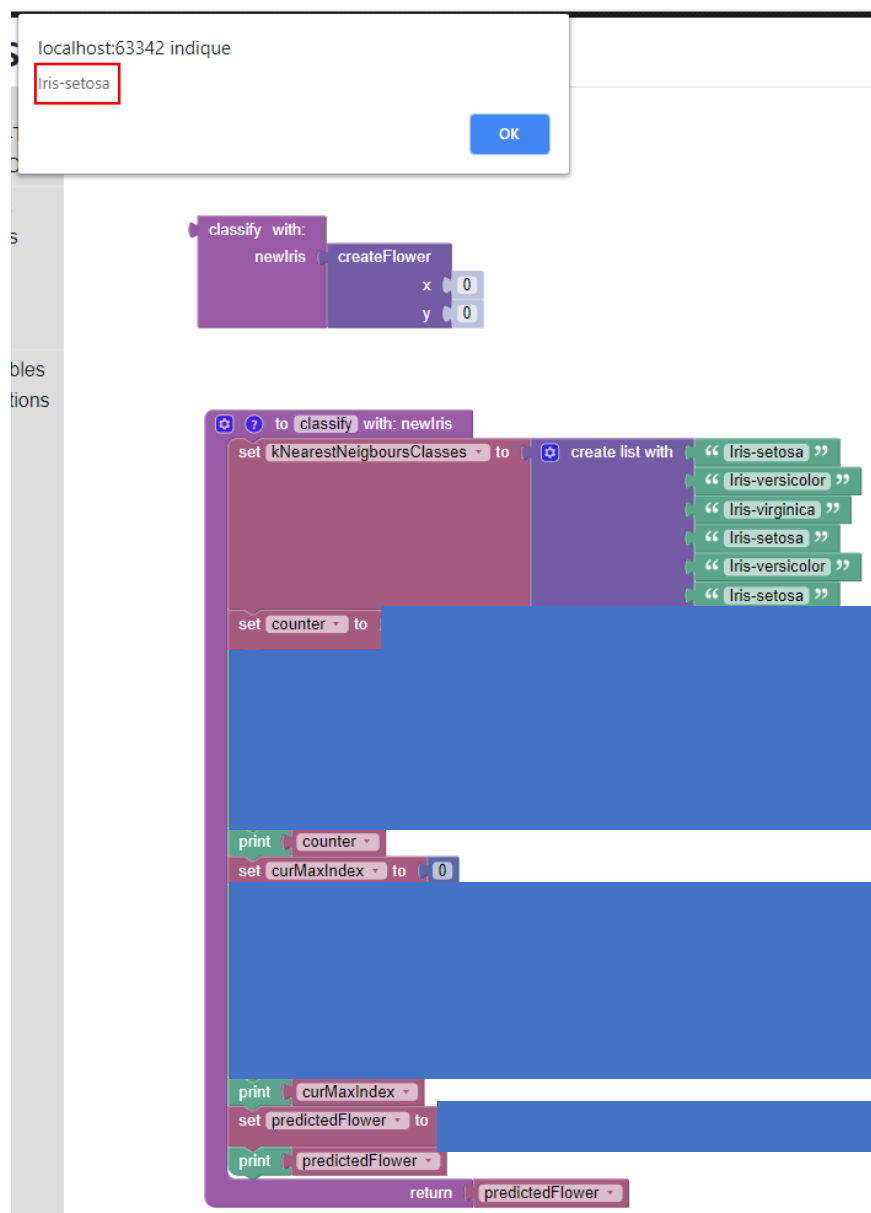 localhost:63342 indique
Iris-setosa
OK
s
bles
tions
classify with:
newIris createFlower
x 0
y 0
? to classify with: newIris
set kNearestNeigboursClasses to create list with “ Iris-setosa ”
“ Iris-versicolor ”
“ Iris-virginica ”
“ Iris-setosa ”
“ Iris-versicolor ”
“ Iris-setosa ”
set counter to
print counter
set curMaxIndex to 0
print curMaxIndex
set predictedFlower to
print predictedFlower
return predictedFlower